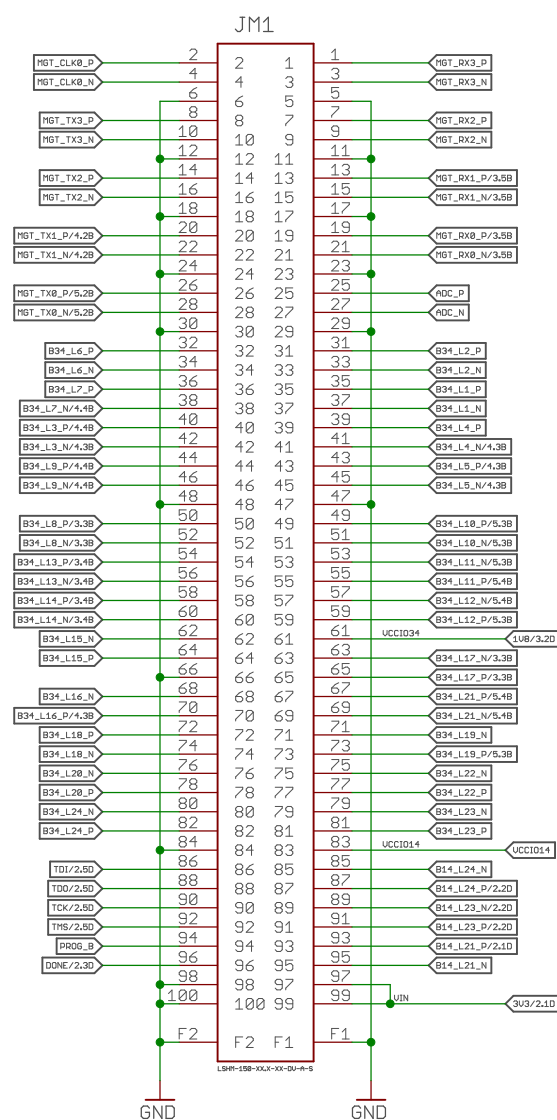 JM1
MGT_CLK0_P 2 2 1 1 MGT_RX3_P
MGT_CLK0_N 4 4 3 3 MGT_RX3_N
6 6 5 5
MGT_TX3_P 8 8 7 7 MGT_RX2_P
MGT_TX3_N 10 10 9 9 MGT_RX2_N
12 12 11 11
MGT_TX2_P 14 14 13 13 MGT_RX1_P/3.5B
MGT_TX2_N 16 16 15 15 MGT_RX1_N/3.5B
18 18 17 17
MGT_TX1_P/4.2B 20 20 19 19 MGT_RX0_P/3.5B
MGT_TX1_N/4.2B 22 22 21 21 MGT_RX0_N/3.5B
24 24 23 23
MGT_TX0_P/5.2B 26 26 25 25 ADC_P
MGT_TX0_N/5.2B 28 28 27 27 ADC_N
30 30 29 29
B34_L6_P 32 32 31 31 B34_L2_P
B34_L6_N 34 34 33 33 B34_L2_N
B34_L7_P 36 36 35 35 B34_L1_P
B34_L7_N/4.4B 38 38 37 37 B34_L1_N
B34_L3_P/4.4B 40 40 39 39 B34_L4_P
B34_L3_N/4.3B 42 42 41 41 B34_L4_N/4.3B
B34_L9_P/4.4B 44 44 43 43 B34_L5_P/4.3B
B34_L9_N/4.4B 46 46 45 45 B34_L5_N/4.3B
48 48 47 47
B34_L8_P/3.3B 50 50 49 49 B34_L10_P/5.3B
B34_L8_N/3.3B 52 52 51 51 B34_L10_N/5.3B
B34_L13_P/3.4B 54 54 53 53 B34_L11_N/5.3B
B34_L13_N/3.4B 56 56 55 55 B34_L11_P/5.4B
B34_L14_P/3.4B 58 58 57 57 B34_L12_N/5.4B
B34_L14_N/3.4B 60 60 59 59 B34_L12_P/5.3B
B34_L15_N 62 62 61 61 VCCIO34 1V8/3.2D
B34_L15_P 64 64 63 63 B34_L17_N/3.3B
66 66 65 65 B34_L17_P/3.3B
B34_L16_N 68 68 67 67 B34_L21_P/5.4B
B34_L16_P/4.3B 70 70 69 69 B34_L21_N/5.4B
B34_L18_P 72 72 71 71 B34_L19_N
B34_L18_N 74 74 73 73 B34_L19_P/5.3B
B34_L20_N 76 76 75 75 B34_L22_N
B34_L20_P 78 78 77 77 B34_L22_P
B34_L24_N 80 80 79 79 B34_L23_N
B34_L24_P 82 82 81 81 B34_L23_P
84 84 83 83 VCCIO14 VCCIO14
TDI/2.5D 86 86 85 85 B14_L24_N
TDO/2.5D 88 88 87 87 B14_L24_P/2.2D
TCK/2.5D 90 90 89 89 B14_L23_N/2.2D
TMS/2.5D 92 92 91 91 B14_L23_P/2.2D
PROG_B 94 94 93 93 B14_L21_P/2.1D
DONE/2.3D 96 96 95 95 B14_L21_N
98 98 97 97
100 100 99 99 VIN 3V3/2.1D
F2 F2 F1 F1
LSHM-150-XX.X-XX-DV-A-S
GND GND